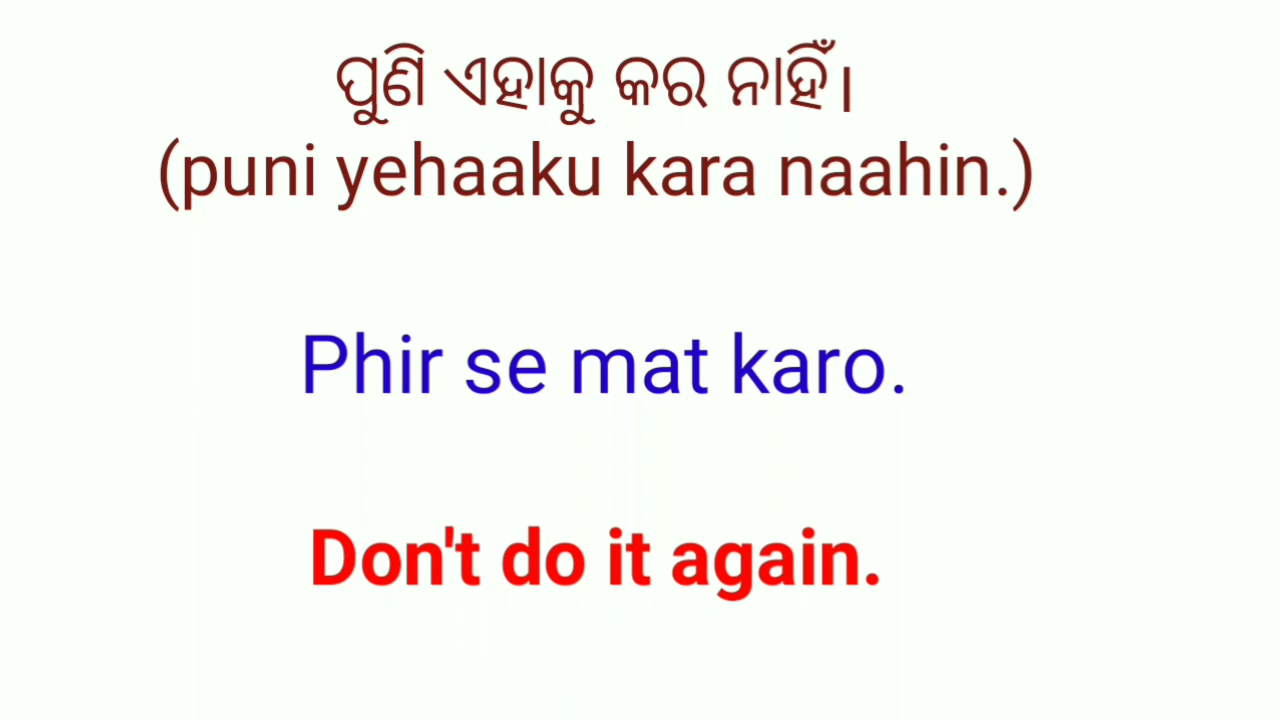 ପୁଣି ଏହାକୁ କର ନାହିଁ।
(puni yehaaku kara naahin.)
Phir se mat karo.
Don't do it again.